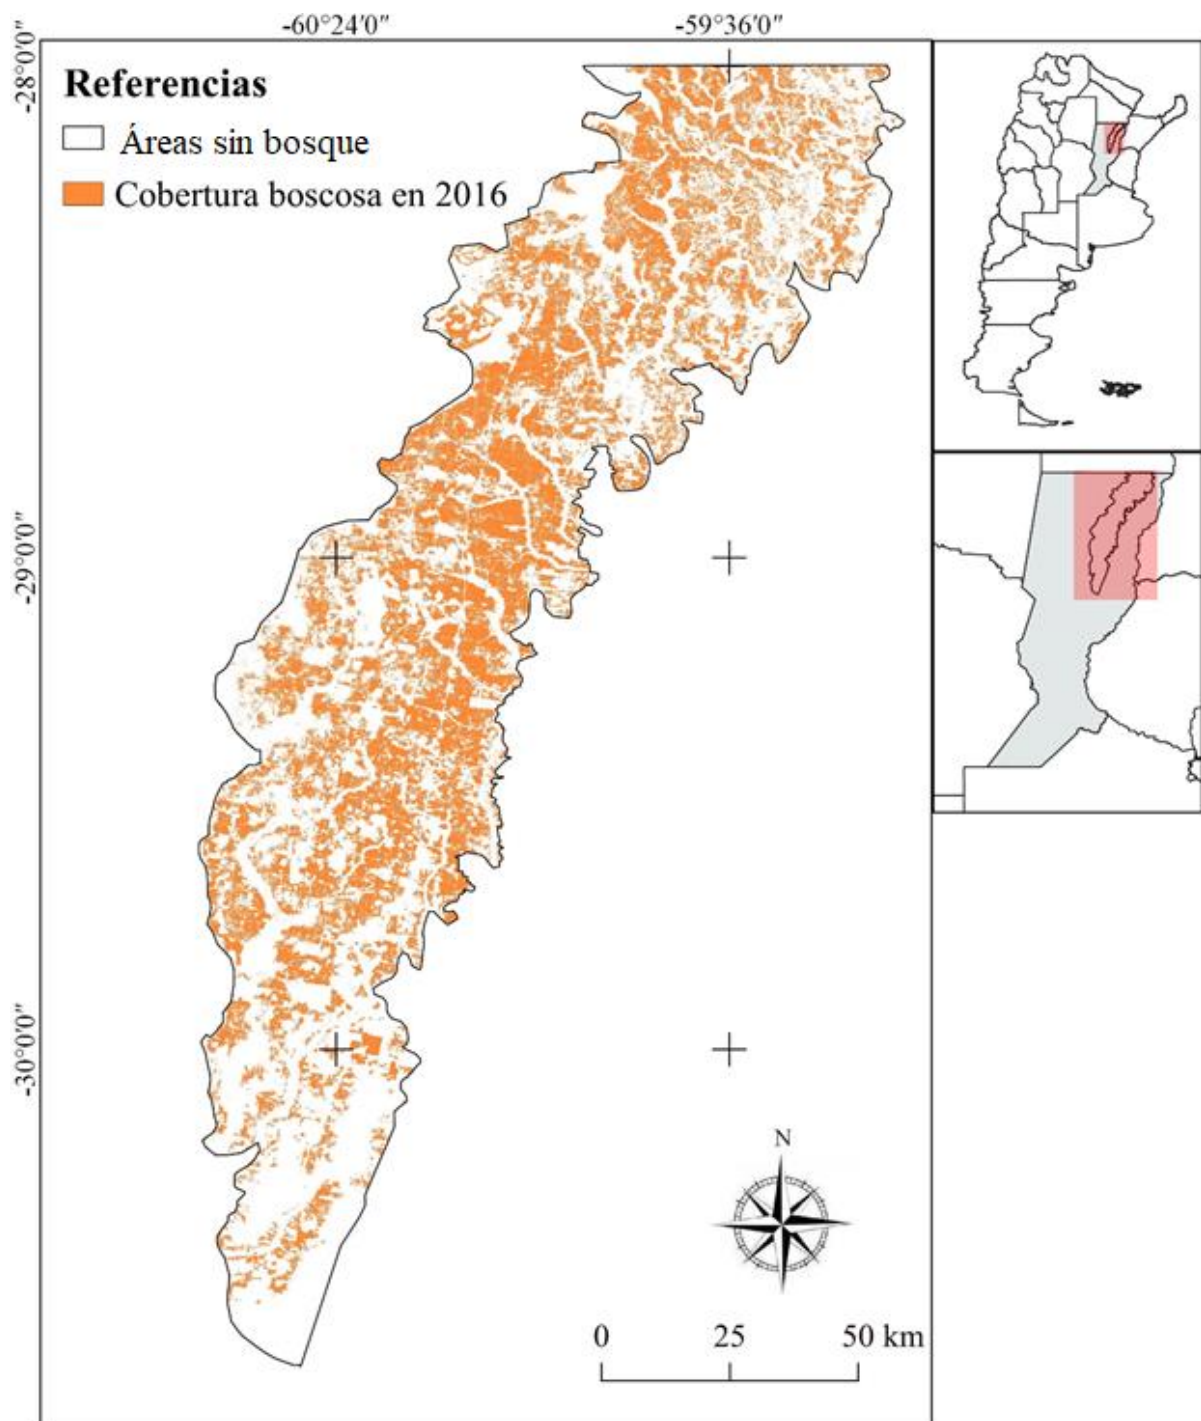 -60°24'0" -59°36'0"
-28°0'0"
Referencias
Áreas sin bosque
Cobertura boscosa en 2016
-29°0'0"
-30°0'0"
N
0 25 50 km